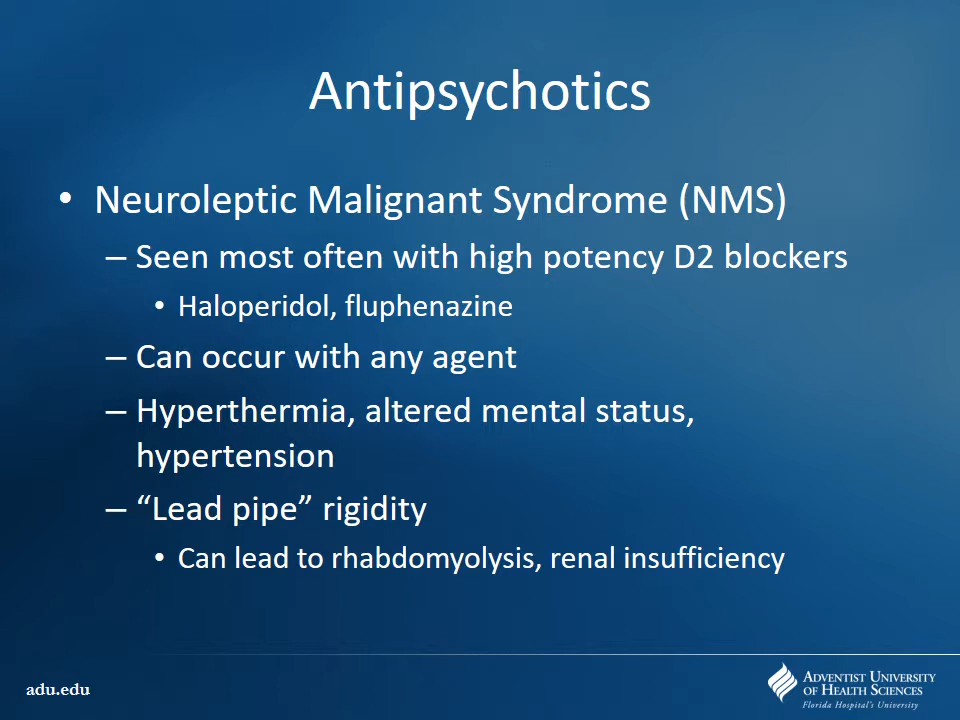 Antipsychotics
• Neuroleptic Malignant Syndrome (NMS)
– Seen most often with high potency D2 blockers
• Haloperidol, fluphenazine
– Can occur with any agent
– Hyperthermia, altered mental status,
hypertension
– “Lead pipe” rigidity
• Can lead to rhabdomyolysis, renal insufficiency
adu.edu
ADVENTIST UNIVERSITY
OF HEALTH SCIENCES
Florida Hospital's University